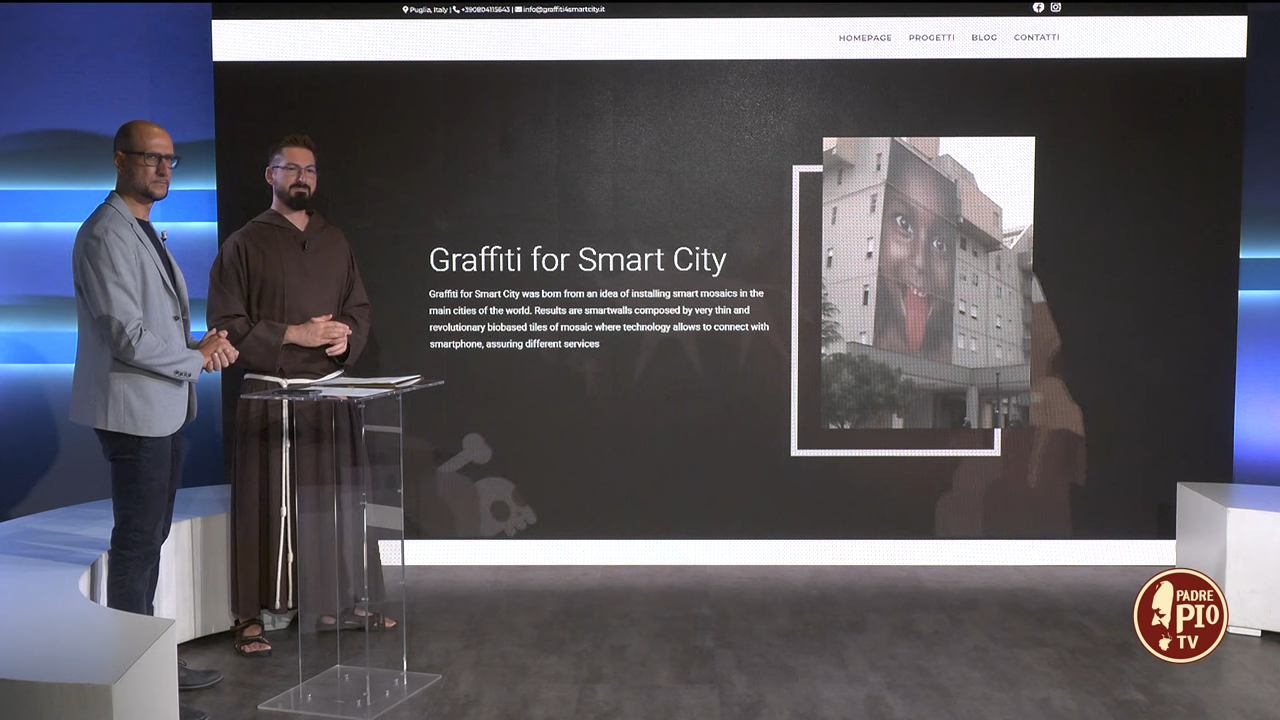 Puglia, Italy | +390804115643 | info@graffiti4smartcity.it
HOMEPAGE PROGETTI BLOG CONTATTI
Graffiti for Smart City
Graffiti for Smart City was born from an idea of installing smart mosaics in the
main cities of the world. Results are smartwalls composed by very thin and
revolutionary biobased tiles of mosaic where technology allows to connect with
smartphone, assuring different services
PADRE
PIO
TV